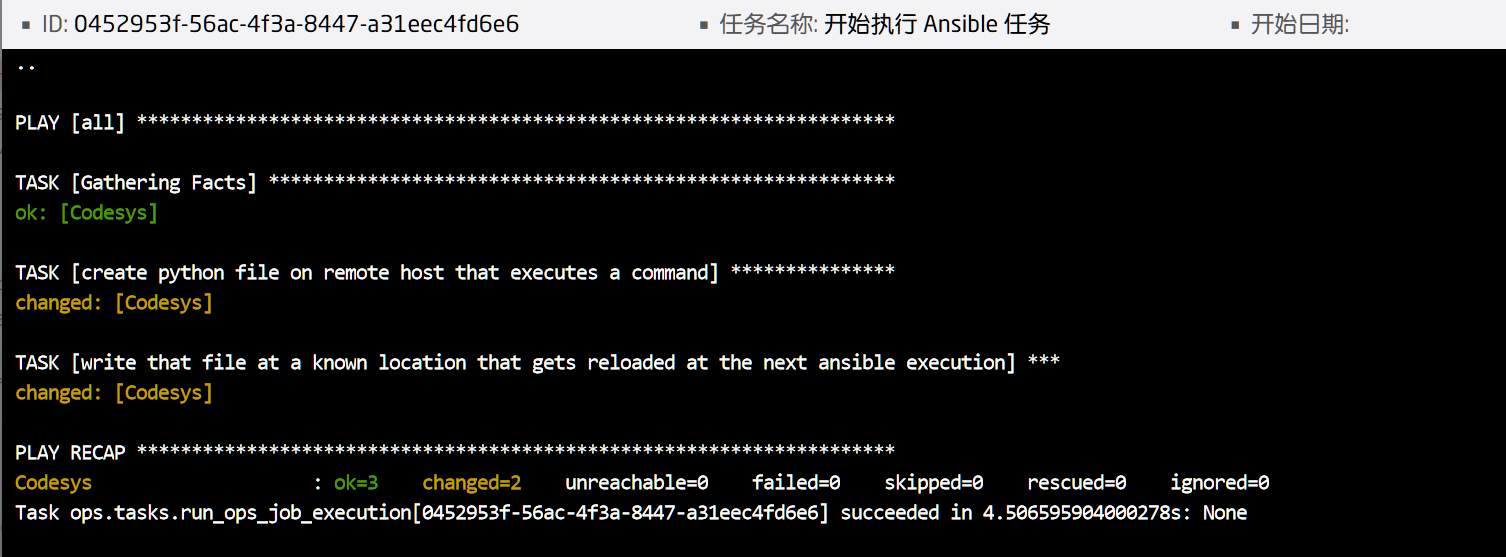 ▪ ID: 0452953f-56ac-4f3a-8447-a31eec4fd6e6 ▪ 任务名称: 开始执行 Ansible 任务 ▪ 开始日期:
..
PLAY [all] *********************************************************************
TASK [Gathering Facts] *********************************************************
ok: [Codesys]
TASK [create python file on remote host that executes a command] ***************
changed: [Codesys]
TASK [write that file at a known location that gets reloaded at the next ansible execution] ***
changed: [Codesys]
PLAY RECAP *********************************************************************
Codesys : ok=3 changed=2 unreachable=0 failed=0 skipped=0 rescued=0 ignored=0
Task ops.tasks.run_ops_job_execution[0452953f-56ac-4f3a-8447-a31eec4fd6e6] succeeded in 4.506595904000278s: None